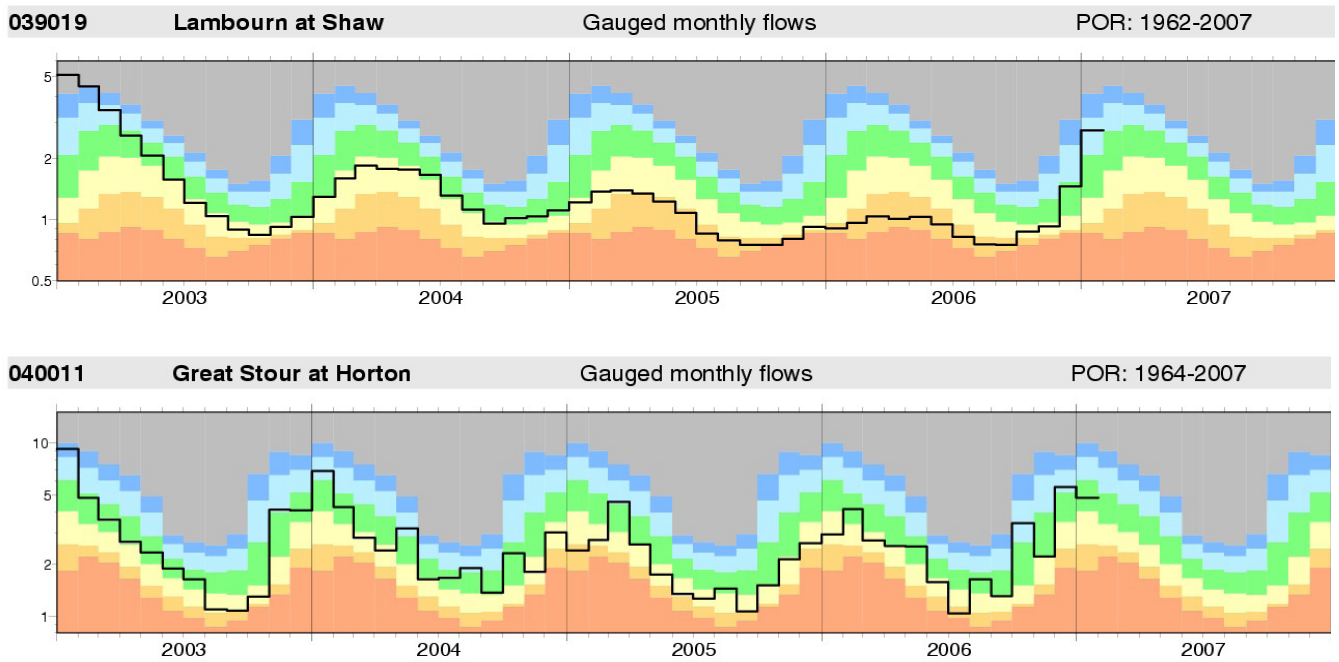 039019 Lambourn at Shaw Gauged monthly flows POR: 1962-2007
5
2
1
0.5
2003 2004 2005 2006 2007
040011 Great Stour at Horton Gauged monthly flows POR: 1964-2007
10
5
2
1
2003 2004 2005 2006 2007